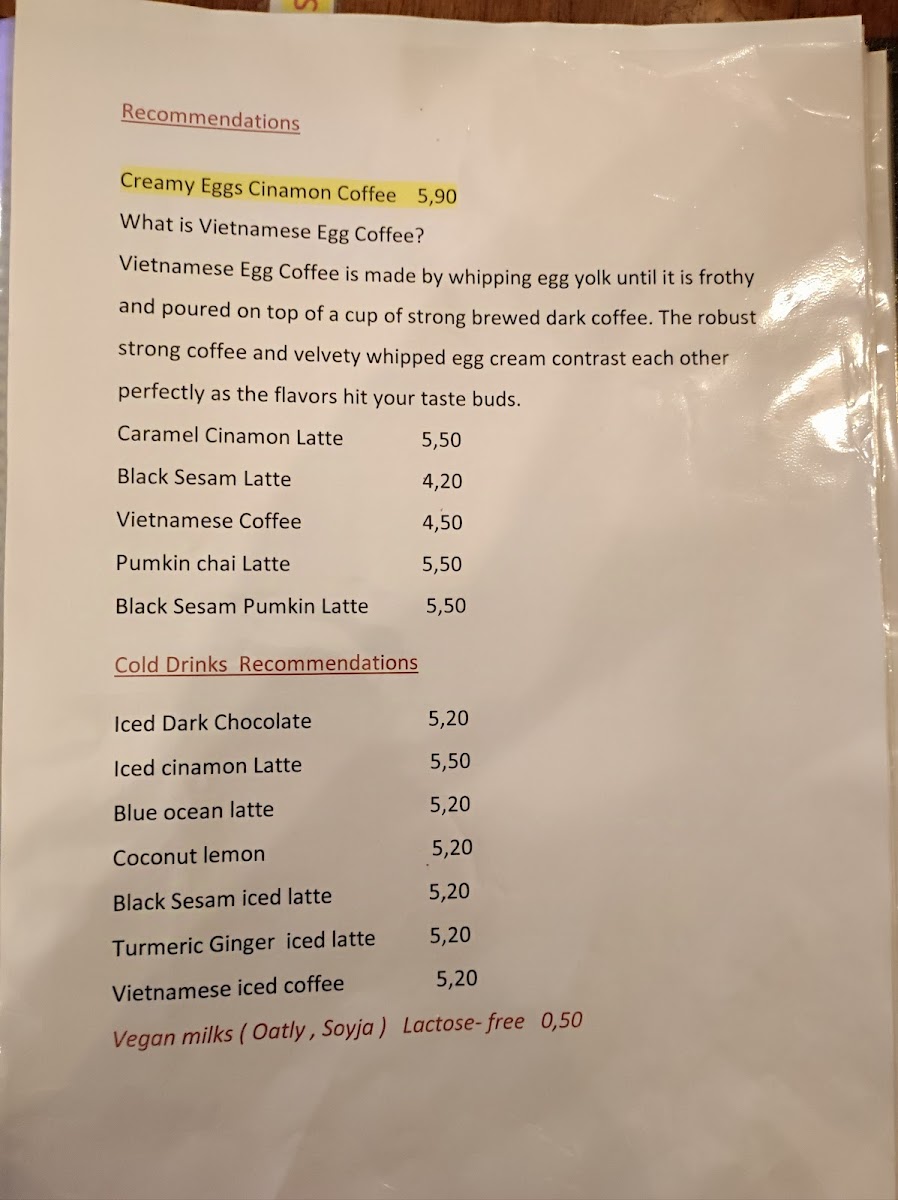 Recommendations
Creamy Eggs Cinamon Coffee 5,90
What is Vietnamese Egg Coffee?
Vietnamese Egg Coffee is made by whipping egg yolk until it is frothy
and poured on top of a cup of strong brewed dark coffee. The robust
strong coffee and velvety whipped egg cream contrast each other
perfectly as the flavors hit your taste buds.
Caramel Cinamon Latte 5,50
Black Sesam Latte 4,20
Vietnamese Coffee 4,50
Pumkin chai Latte 5,50
Black Sesam Pumkin Latte 5,50
Cold Drinks Recommendations
Iced Dark Chocolate 5,20
Iced cinamon Latte 5,50
Blue ocean latte 5,20
Coconut lemon 5,20
Black Sesam iced latte 5,20
Turmeric Ginger iced latte 5,20
Vietnamese iced coffee 5,20
Vegan milks ( Oatly , Soyja ) Lactose- free 0,50